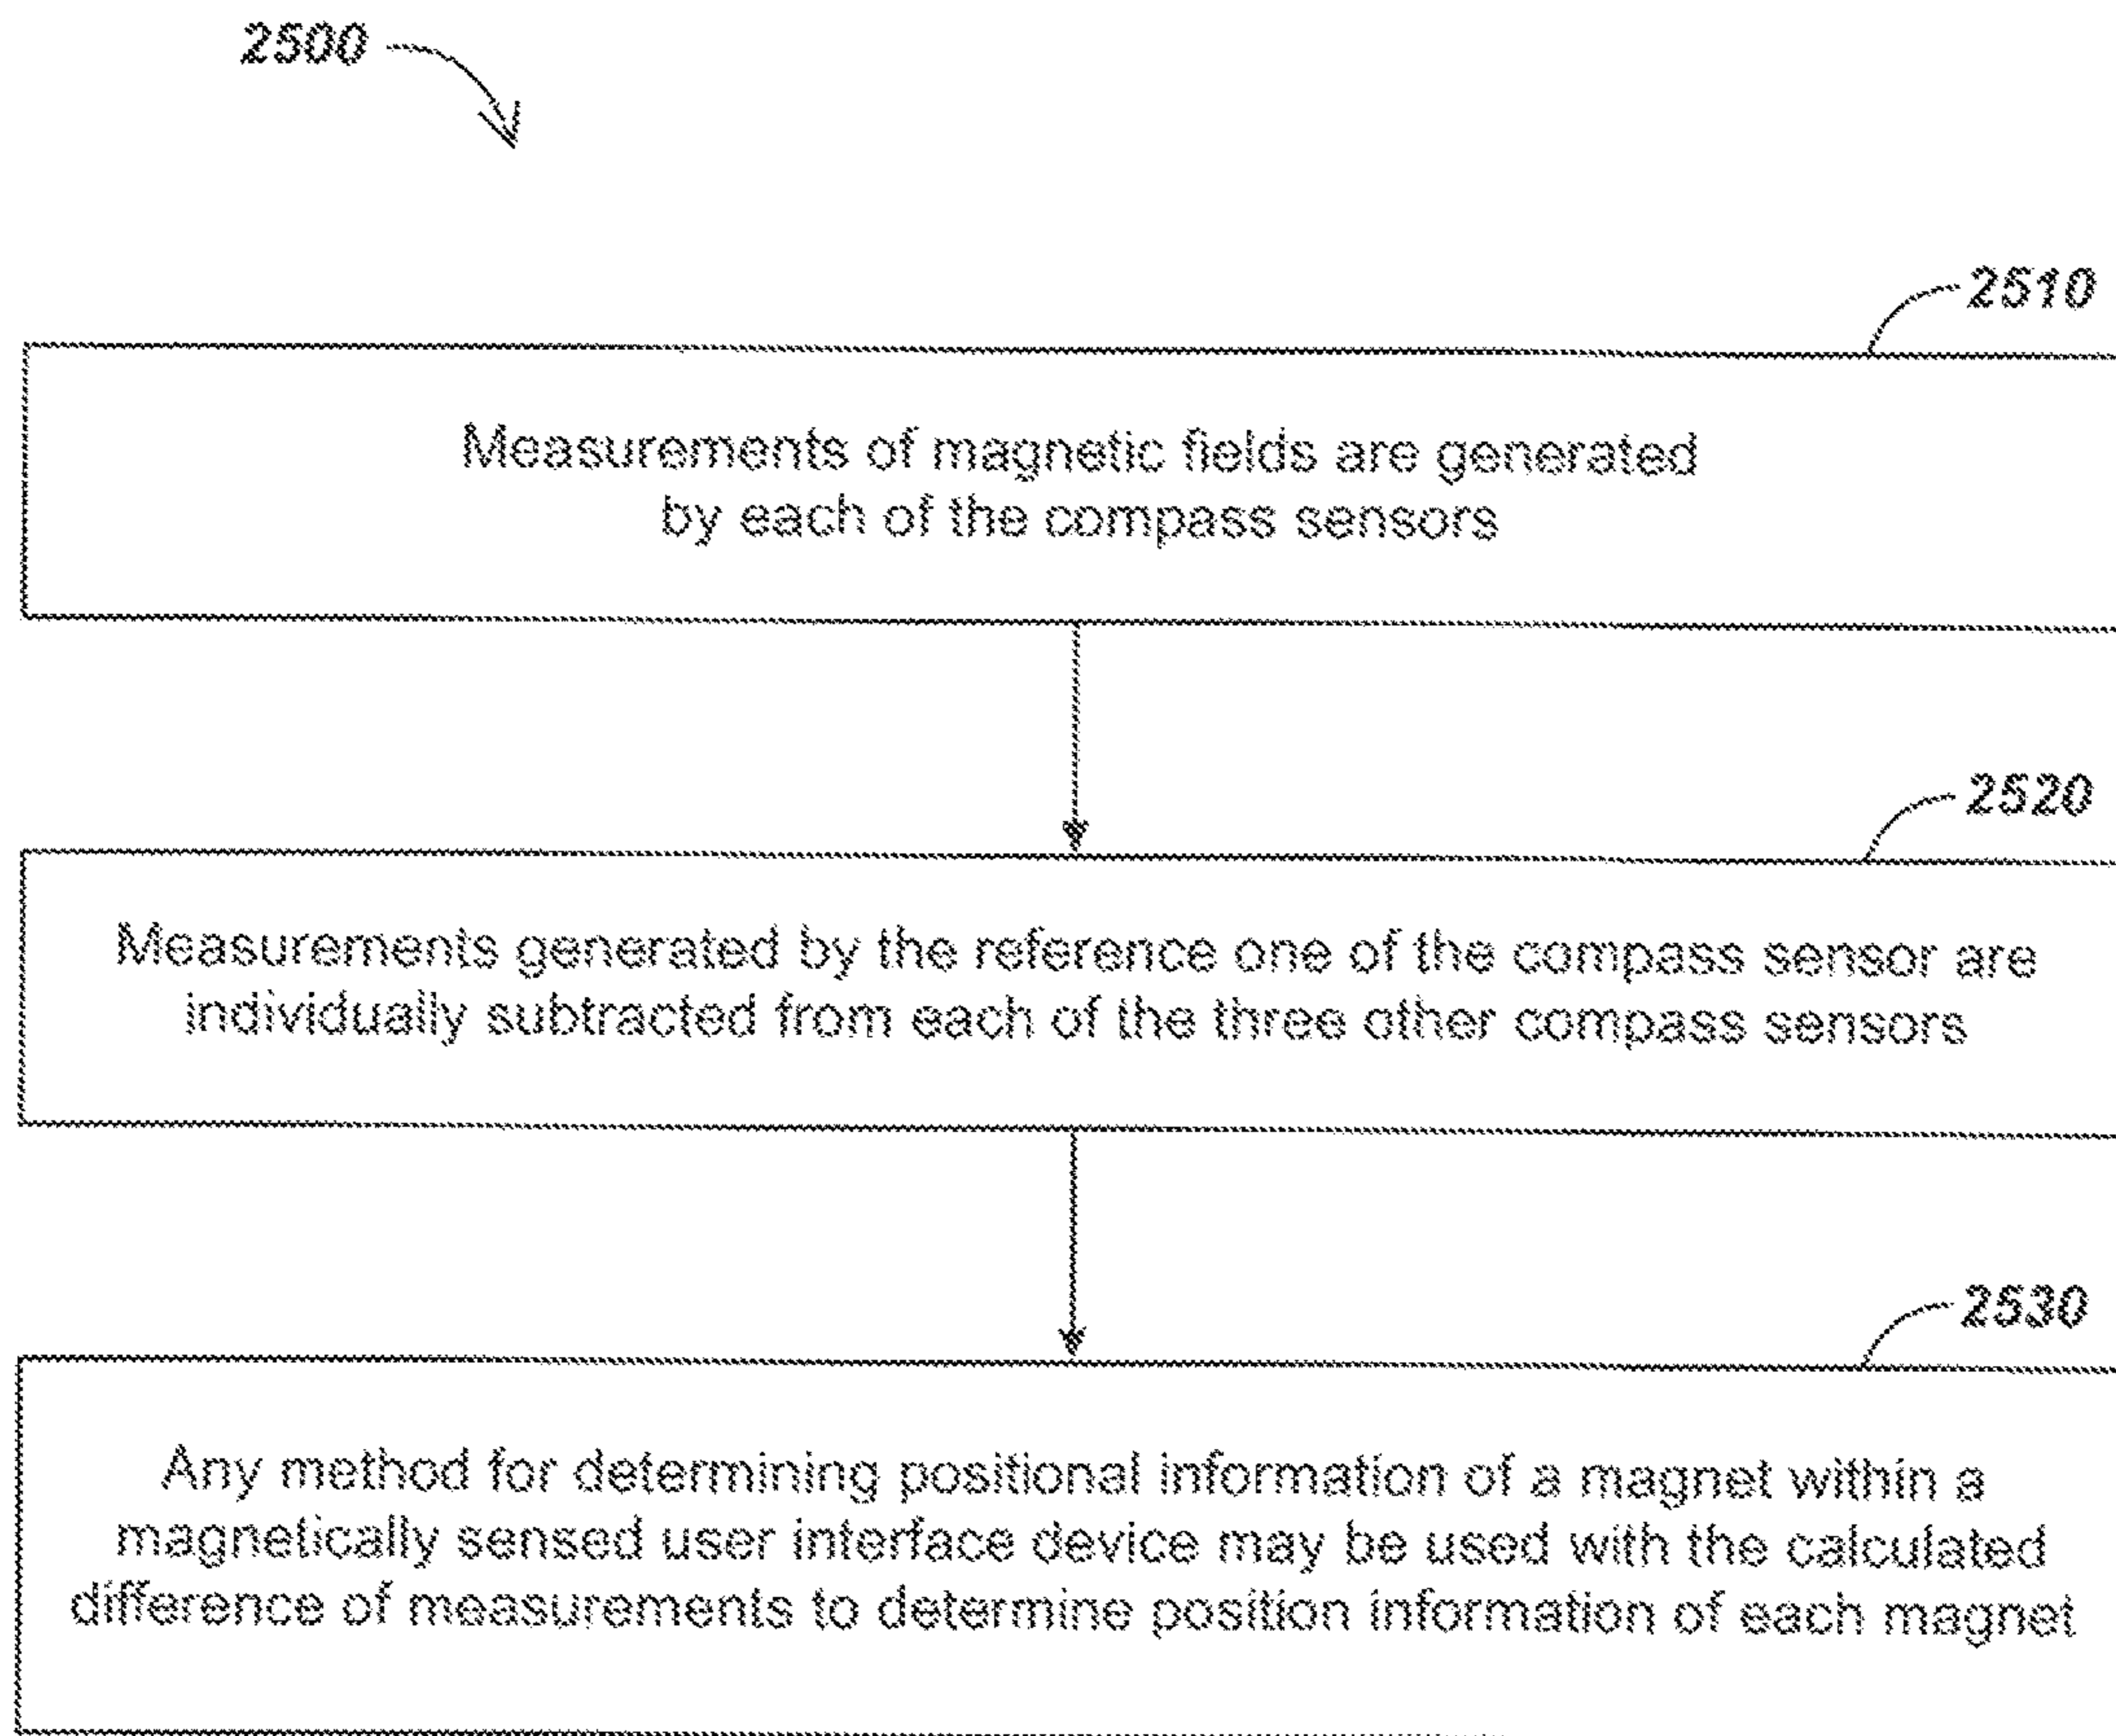 2500
2510
Measurements of magnetic fields are generated
by each of the compass sensors
2520
Measurements generated by the reference one of the compass sensor are
individually subtracted from each of the three other compass sensors
2530
Any method for determining positional information of a magnet within a
magnetically sensed user interface device may be used with the calculated
difference of measurements to determine position information of each magnet